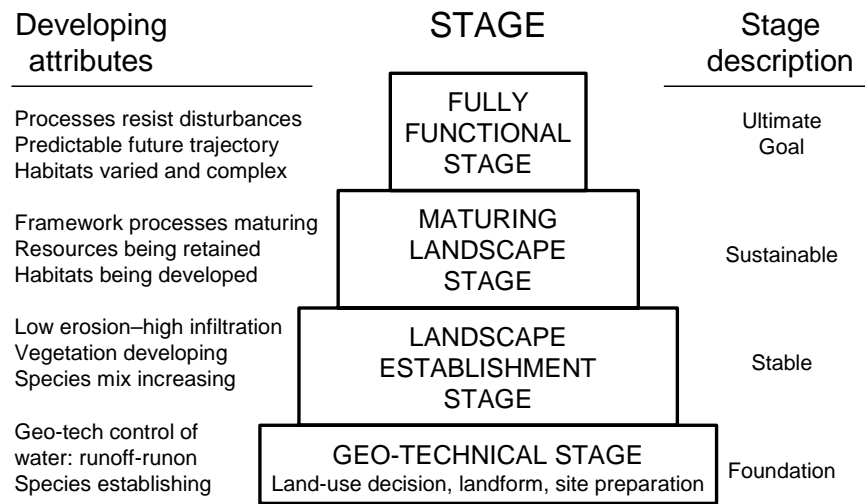 Developing
attributes
STAGE
Stage
description
Processes resist disturbances
Predictable future trajectory
Habitats varied and complex
FULLY
FUNCTIONAL
STAGE
Ultimate
Goal
Framework processes maturing
Resources being retained
Habitats being developed
MATURING
LANDSCAPE
STAGE
Sustainable
Low erosion–high infiltration
Vegetation developing
Species mix increasing
LANDSCAPE
ESTABLISHMENT
STAGE
Stable
Geo-tech control of
water: runoff-runon
Species establishing
GEO-TECHNICAL STAGE
Land-use decision, landform, site preparation
Foundation